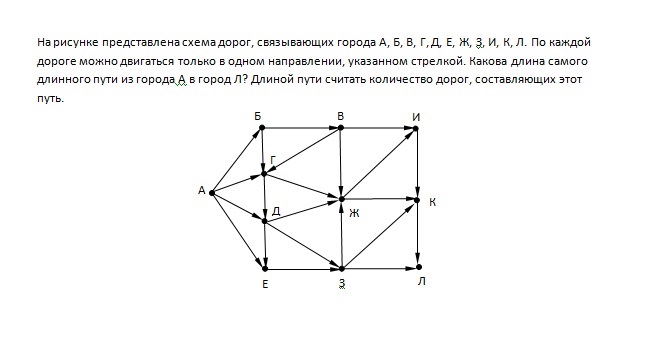 На рисунке представлена схема дорог, связывающих города А, Б, В, Г, Д, Е, Ж, З, И, К, Л. По каждой
дороге можно двигаться только в одном направлении, указанном стрелкой. Какова длина самого
длинного пути из города А в город Л? Длиной пути считать количество дорог, составляющих этот
путь.
Б В И
Г
А
Д Ж К
Е З Л